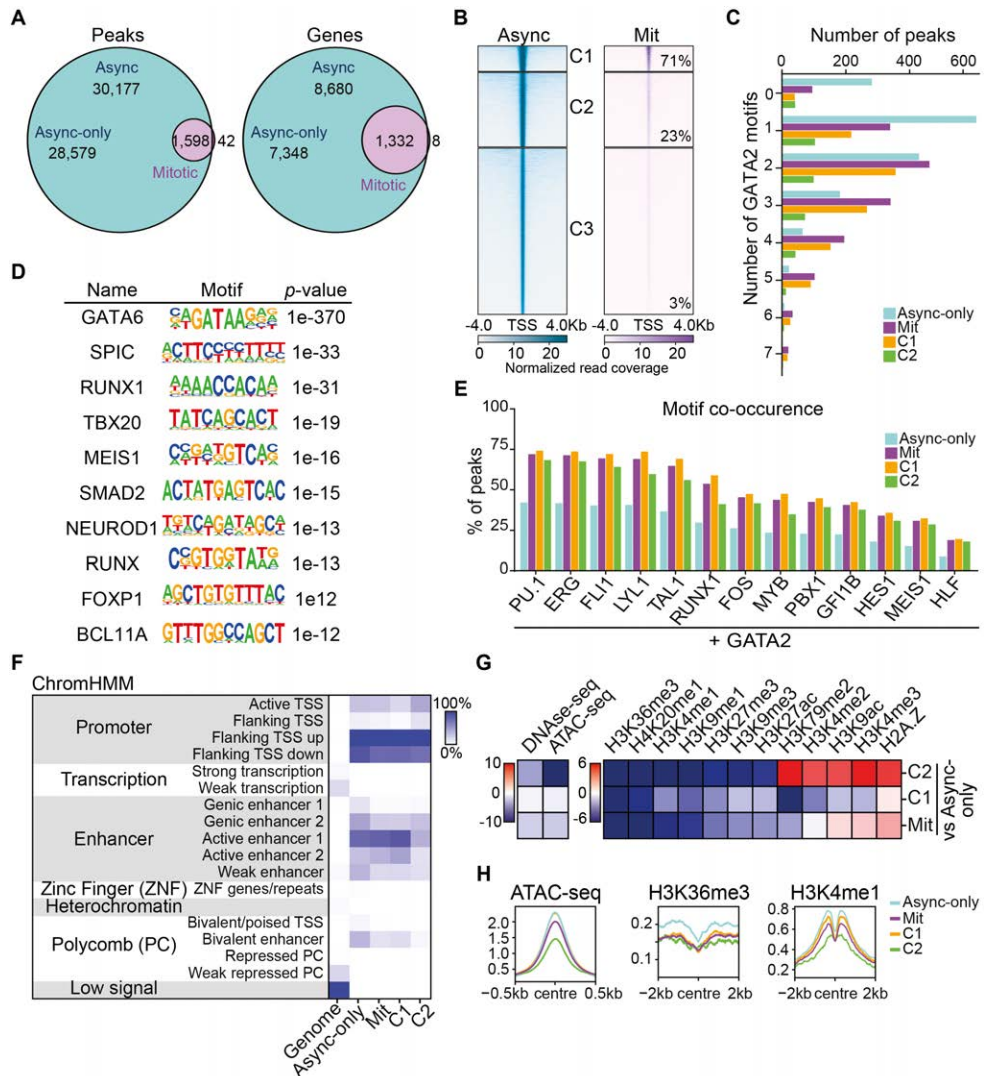 A
Peaks
Async
30,177
Async-only
28,579
1,598
42
Mitotic
Genes
Async
8,680
Async-only
7,348
1,332
8
Mitotic
B
Async
Mit
C1
71%
C2
23%
C3
3%
-4.0 TSS 4.0Kb
-4.0 TSS 4.0Kb
0 10 20
0 10 20
Normalized read coverage
C
Number of peaks
0 200 400 600
Number of GATA2 motifs
0
1
2
3
4
5
6
7
Async-only
Mit
C1
C2
D
Name Motif p-value
GATA6 1e-370
SPIC 1e-33
RUNX1 1e-31
TBX20 TATCAGCACT 1e-19
MEIS1 1e-16
SMAD2 ACTATGAGTCAC 1e-15
NEUROD1 1e-13
RUNX 1e-13
FOXP1 AGCTGTGTTTAC 1e12
BCL11A GTTTGGCCAGCT 1e-12
E
Motif co-occurence
% of peaks
100
75
50
25
0
Async-only
Mit
C1
C2
PU.1
ERG
FLI1
LYL1
TAL1
RUNX1
FOS
MYB
PBX1
GFI1B
HES1
MEIS1
HLF
+ GATA2
F
ChromHMM
100%
0%
Promoter
Active TSS
Flanking TSS
Flanking TSS up
Flanking TSS down
Transcription
Strong transcription
Weak transcription
Enhancer
Genic enhancer 1
Genic enhancer 2
Active enhancer 1
Active enhancer 2
Weak enhancer
Zinc Finger (ZNF) ZNF genes/repeats
Heterochromatin
Polycomb (PC)
Bivalent/poised TSS
Bivalent enhancer
Repressed PC
Weak repressed PC
Low signal
Genome
Async-only
Mit
C1
C2
G
DNAse-seq
ATAC-seq
H3K36me3
H4K20me1
H3K4me1
H3K9me1
H3K27me3
H3K9me3
H3K27ac
H3K79me2
H3K4me2
H3K9ac
H3K4me3
H2A.Z
10
0
-10
6
0
-6
C2
C1
Mit
vs Async-only
H
ATAC-seq
2.5
2.0
1.5
1.0
0.5
−0.5kb centre 0.5kb
H3K36me3
0.2
0.1
−2kb centre 2kb
H3K4me1
0.8
0.6
0.4
0.2
−2kb centre 2kb
Async-only
Mit
C1
C2